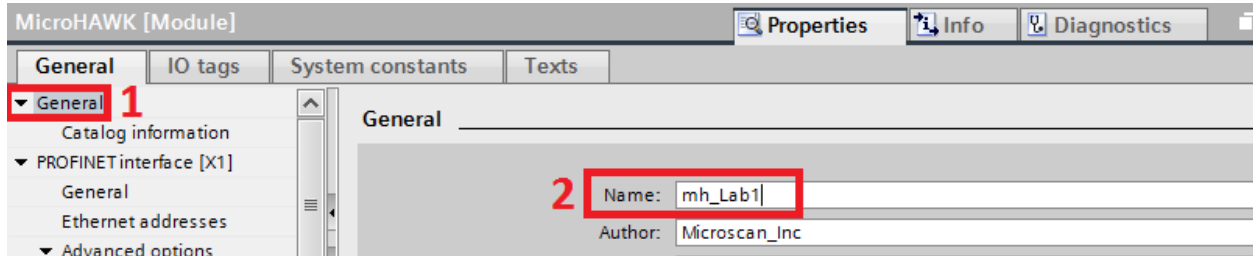 MicroHAWK [Module]
Properties
Info
Diagnostics
General
IO tags
System constants
Texts
General
1
Catalog information
PROFINET interface [X1]
General
Ethernet addresses
Advanced options
General
2
Name: mh_Lab1
Author: Microscan_Inc